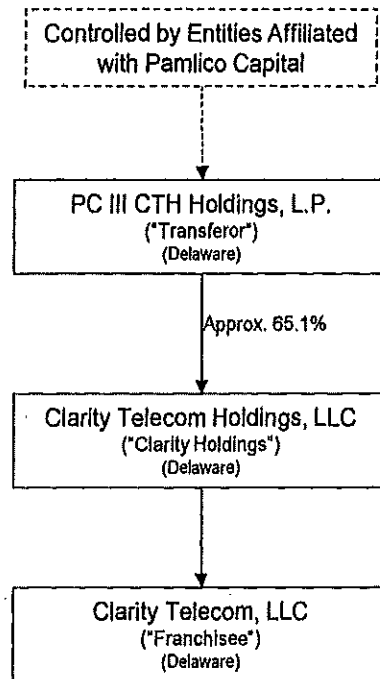 Controlled by Entities Affiliated
with Pamlico Capital
PC III CTH Holdings, L.P.
("Transferor")
(Delaware)
Approx. 65.1%
Clarity Telecom Holdings, LLC
("Clarity Holdings")
(Delaware)
Clarity Telecom, LLC
("Franchisee")
(Delaware)